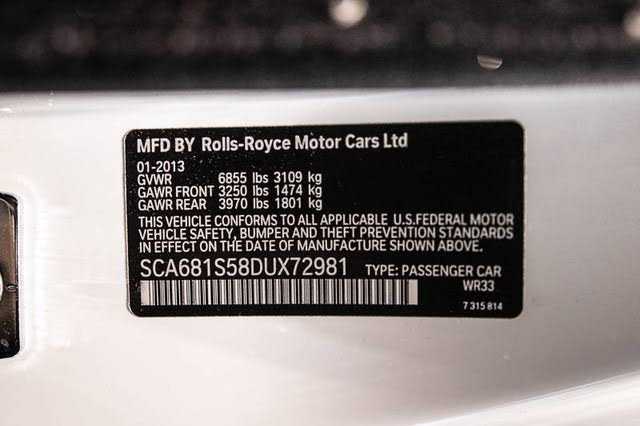 MFD BY Rolls-Royce Motor Cars Ltd
01-2013
GVWR 6855 lbs 3109 kg
GAWR FRONT 3250 lbs 1474 kg
GAWR REAR 3970 lbs 1801 kg
THIS VEHICLE CONFORMS TO ALL APPLICABLE U.S.FEDERAL MOTOR
VEHICLE SAFETY, BUMPER AND THEFT PREVENTION STANDARDS
IN EFFECT ON THE DATE OF MANUFACTURE SHOWN ABOVE.
SCA681S58DUX72981 TYPE: PASSENGER CAR
WR33
7 315 814